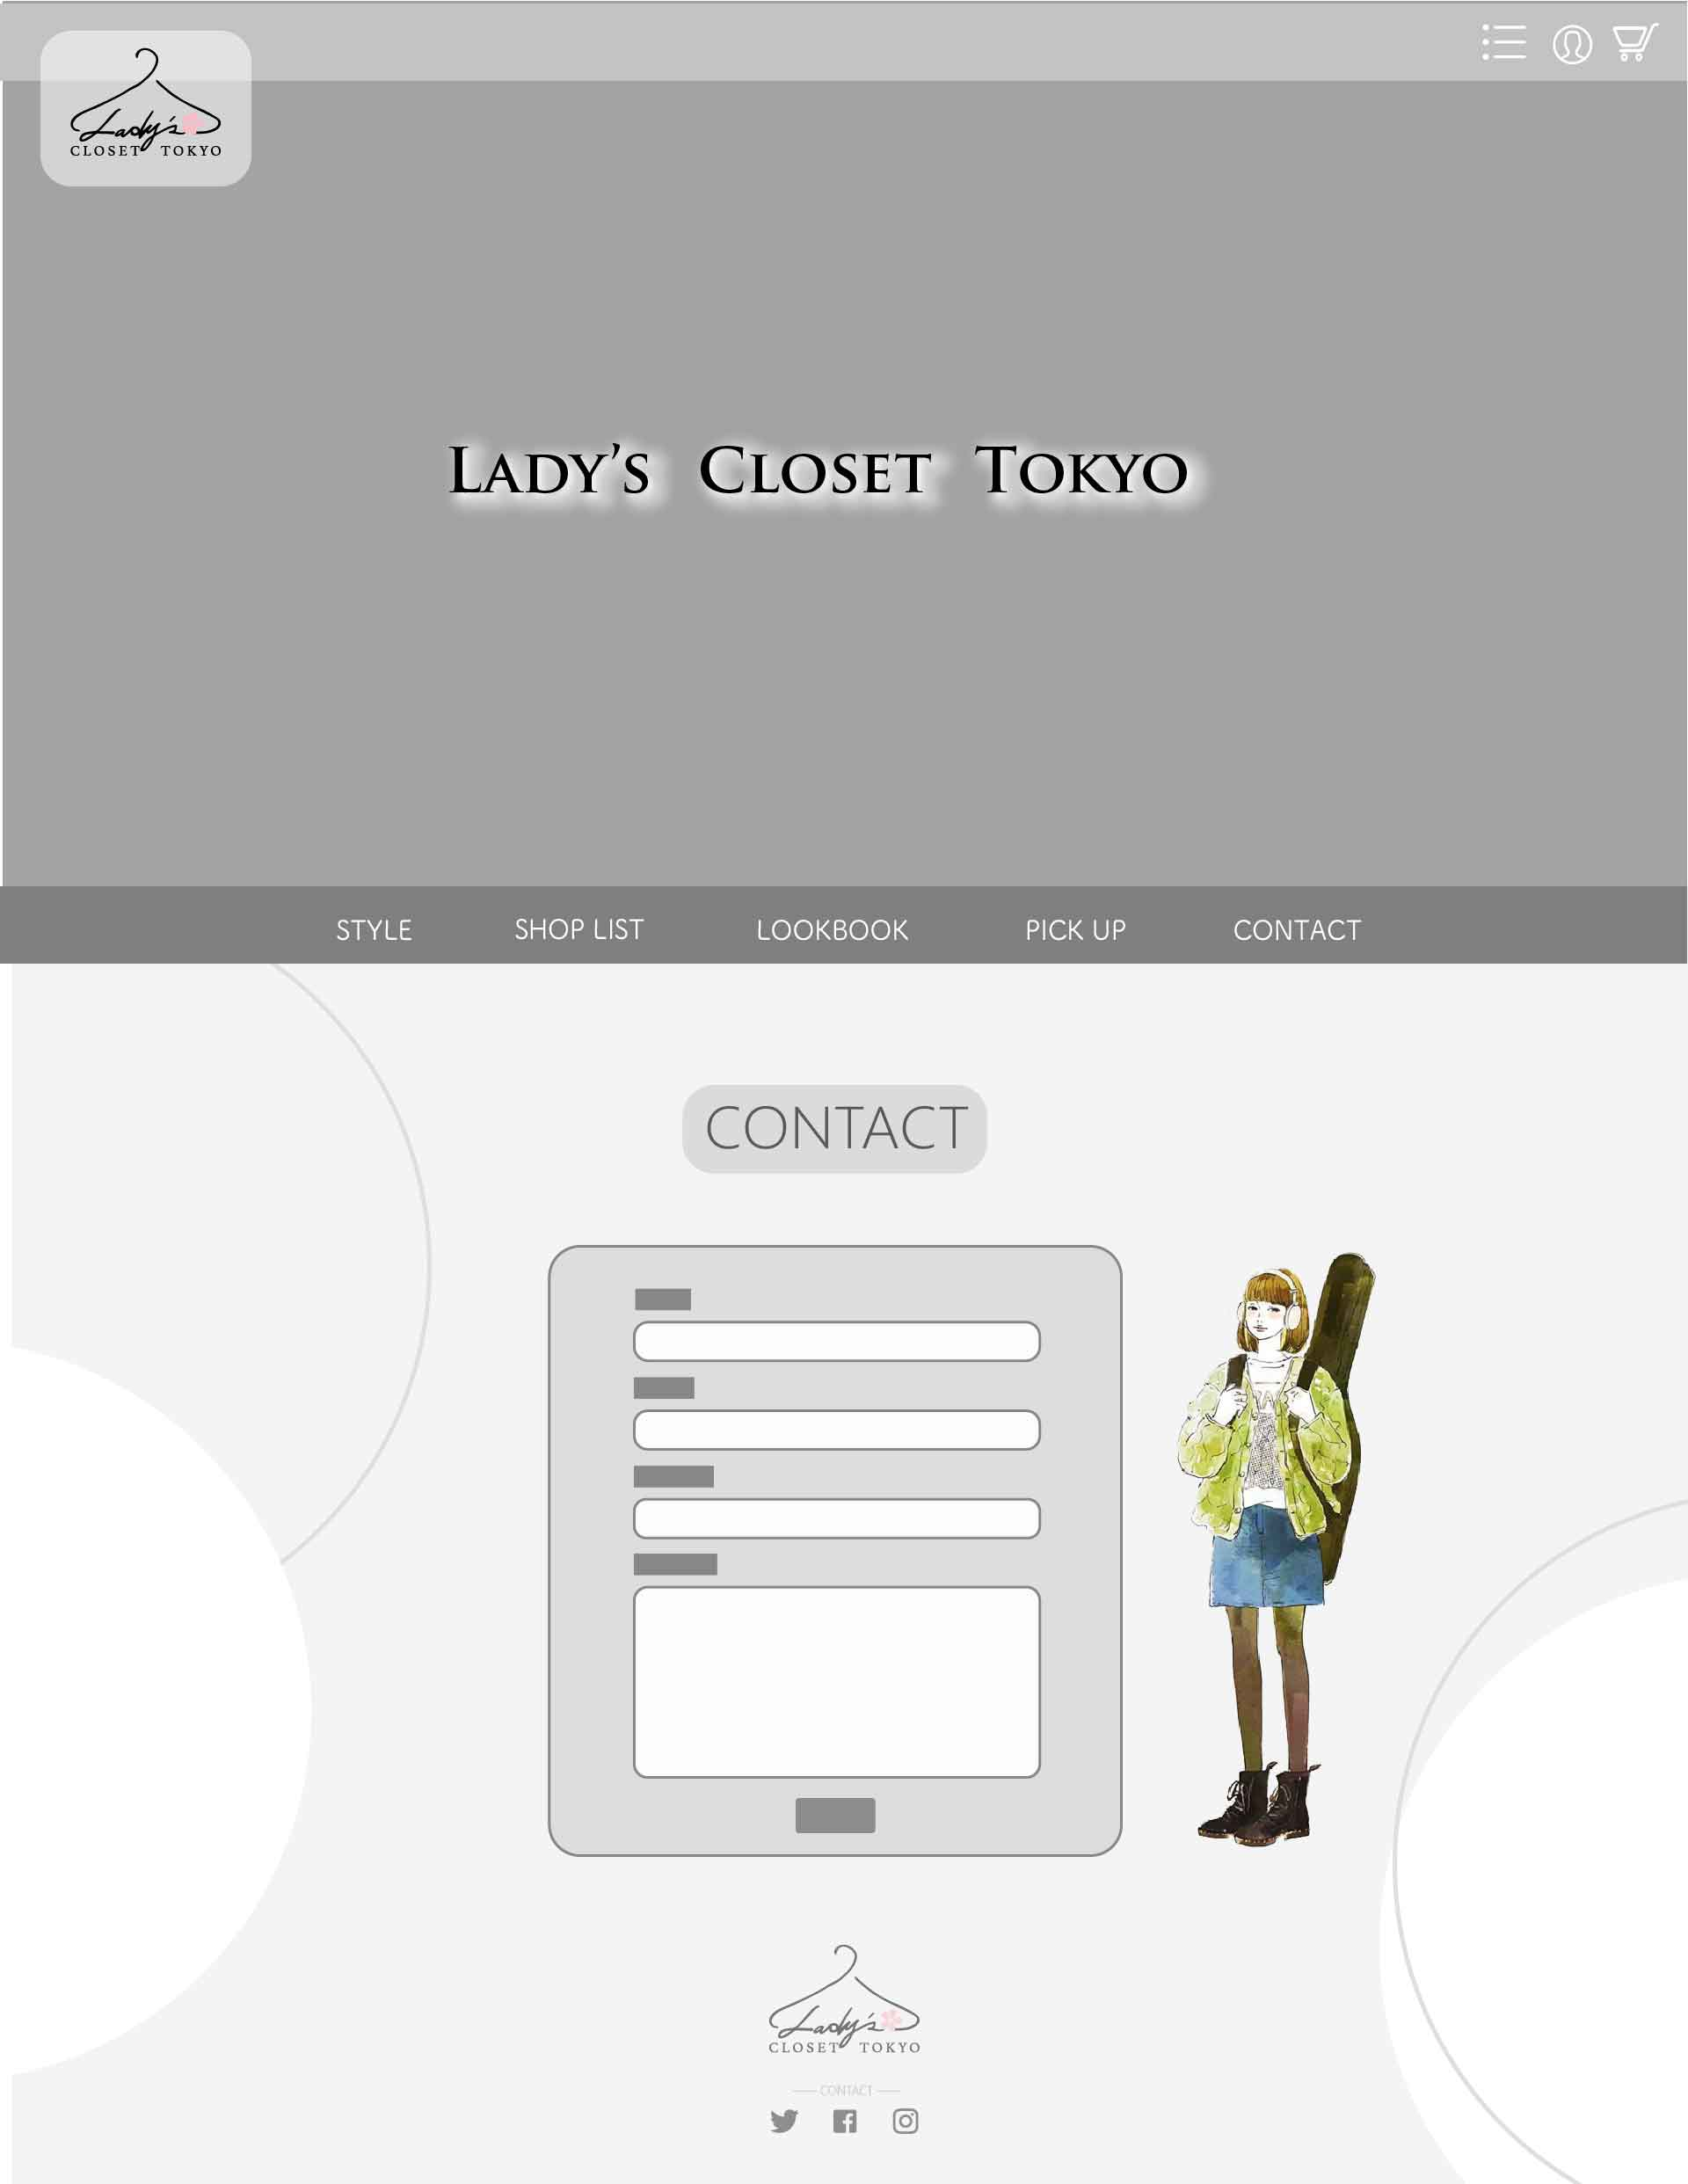 Lady's
CLOSET TOKYO
LADY'S CLOSET TOKYO
STYLE SHOP LIST LOOKBOOK PICK UP CONTACT
CONTACT
Lady's
CLOSET TOKYO
CONTACT